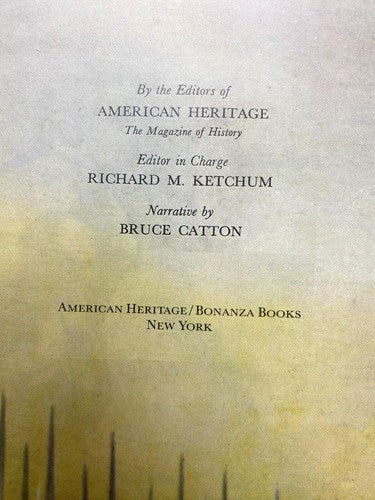 By the Editors of
AMERICAN HERITAGE
The Magazine of History
Editor in Charge
RICHARD M. KETCHUM
Narrative by
BRUCE CATTON
AMERICAN HERITAGE/BONANZA BOOKS
NEW YORK